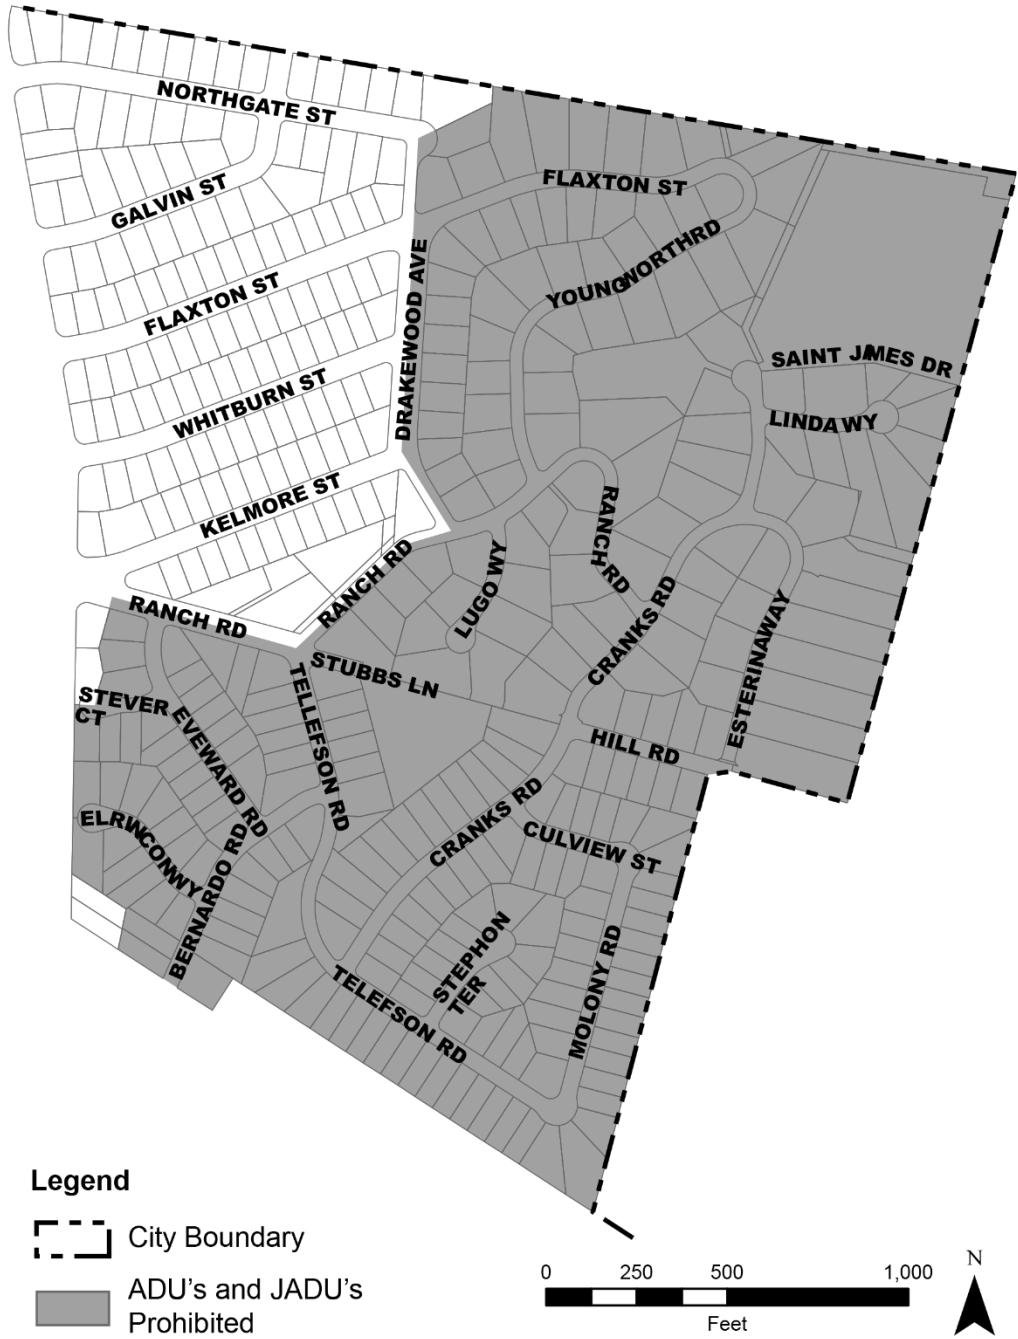 NORTHGATE ST
GALVIN ST
FLAXTON ST
FLAXTON ST
YOUNGNORTHRD
DRAKEWOOD AVE
WHITBURN ST
SAINT JAMES DR
LINDAWY
KELMORE ST
RANCH RD
RANCH RD
LUGO WY
CRANKS RD
ESTERINAWAY
RANCH RD
STUBBS LN
STEVER
CT
EVEWARD RD
TELLEFSON RD
HILL RD
ELRINCONWY
BERNARDO RD
CRANKS RD
CULVIEW ST
STEPHON
TER
MOLONY RD
TELEFSON RD
Legend
City Boundary
ADU's and JADU's
Prohibited
0 250 500 1,000
Feet
N